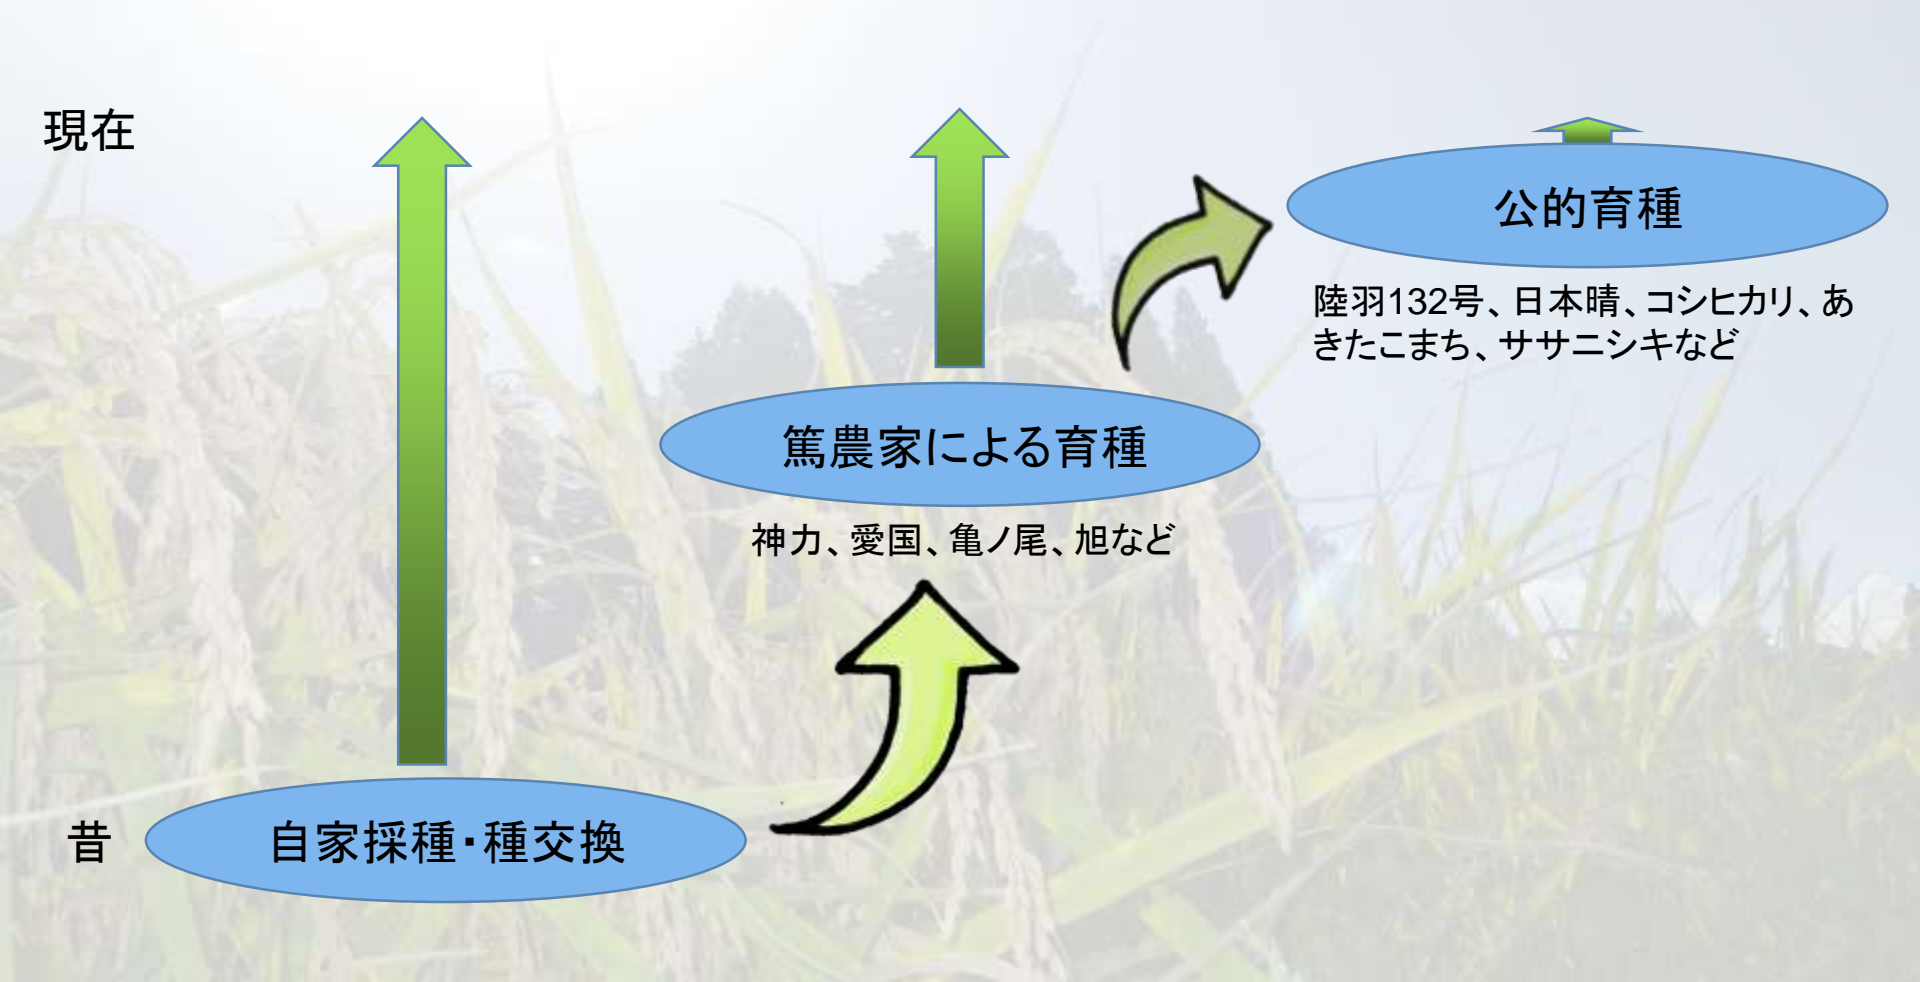 現在
公的育種
陸羽132号、日本晴、コシヒカリ、あ
きたこまち、ササニシキなど
篤農家による育種
神力、愛国、亀ノ尾、旭など
昔
自家採種・種交換